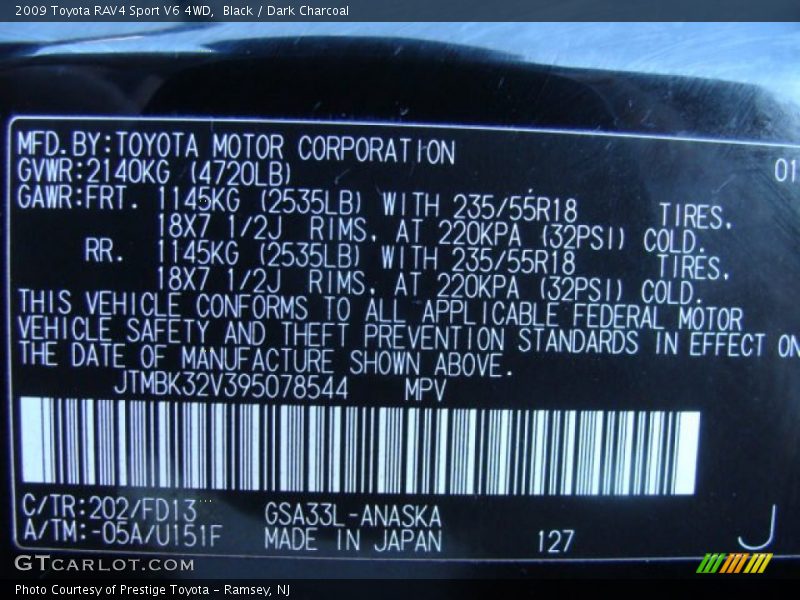 2009 Toyota RAV4 Sport V6 4WD,  Black / Dark Charcoal
MFD.BY:TOYOTA MOTOR CORPORATION 01
GVWR:2140KG (4720LB)
GAWR:FRT. 1145KG (2535LB) WITH 235/55R18 TIRES,
18X7 1/2J RIMS, AT 220KPA (32PSI) COLD.
RR. 1145KG (2535LB) WITH 235/55R18 TIRES,
18X7 1/2J RIMS, AT 220KPA (32PSI) COLD.
THIS VEHICLE CONFORMS TO ALL APPLICABLE FEDERAL MOTOR
VEHICLE SAFETY AND THEFT PREVENTION STANDARDS IN EFFECT ON
THE DATE OF MANUFACTURE SHOWN ABOVE.
JTMBK32V395078544 MPV
C/TR:202/FD13 GSA33L-ANASKA
A/TM:-05A/U151F MADE IN JAPAN 127 J
GTCARLOT.COM
Photo Courtesy of Prestige Toyota - Ramsey, NJ